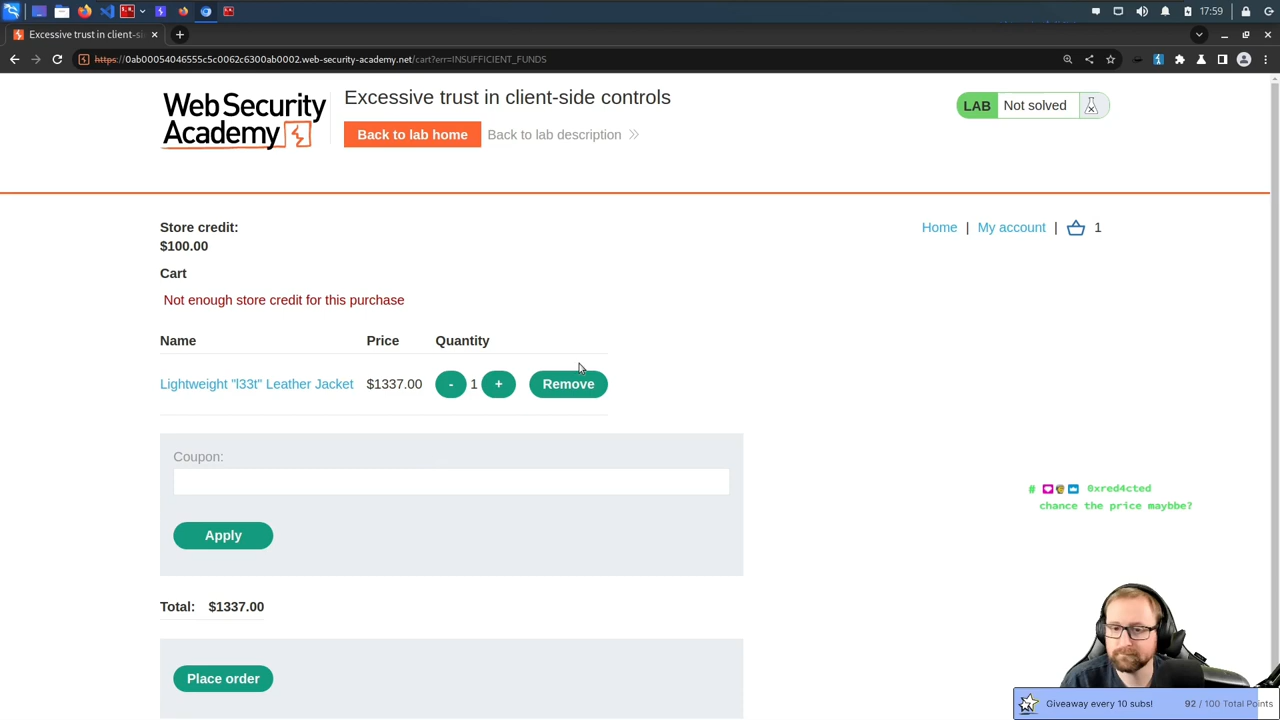 17:59
Excessive trust in client-si
https://0ab00054046555c5c0062c6300ab0002.web-security-academy.net/cart?err=INSUFFICIENT_FUNDS
Web Security
Academy
Excessive trust in client-side controls
Back to lab home
Back to lab description
LAB
Not solved
Store credit:
$100.00
Home | My account | 1
Cart
Not enough store credit for this purchase
Name Price Quantity
Lightweight "l33t" Leather Jacket $1337.00 - 1 + Remove
Coupon:
Apply
# 0xred4cted
chance the price maybbe?
Total: $1337.00
Place order
Giveaway every 10 subs! 92 / 100 Total Points